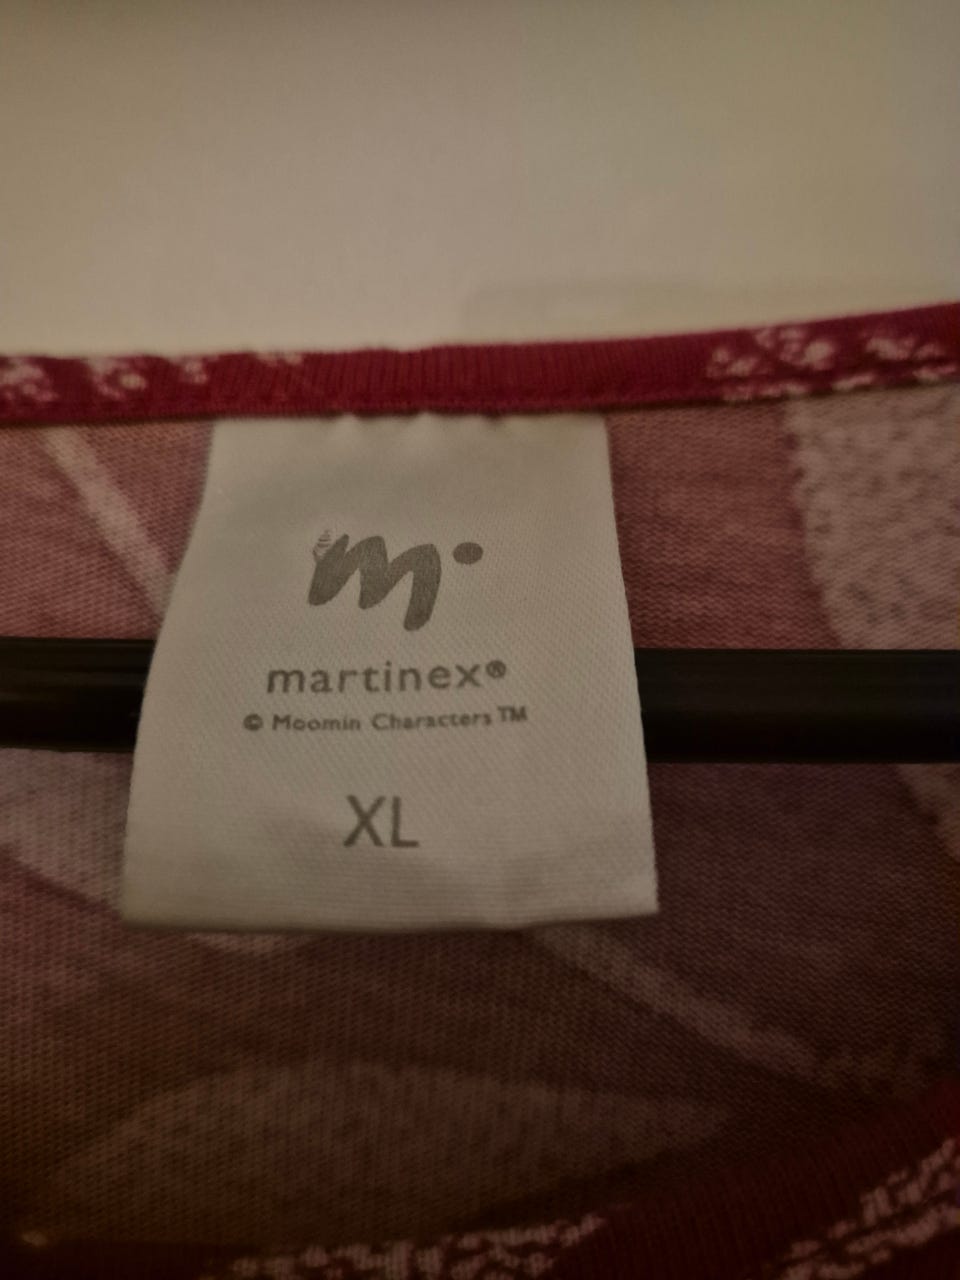 m
martinex®
© Moomin Characters™
XL